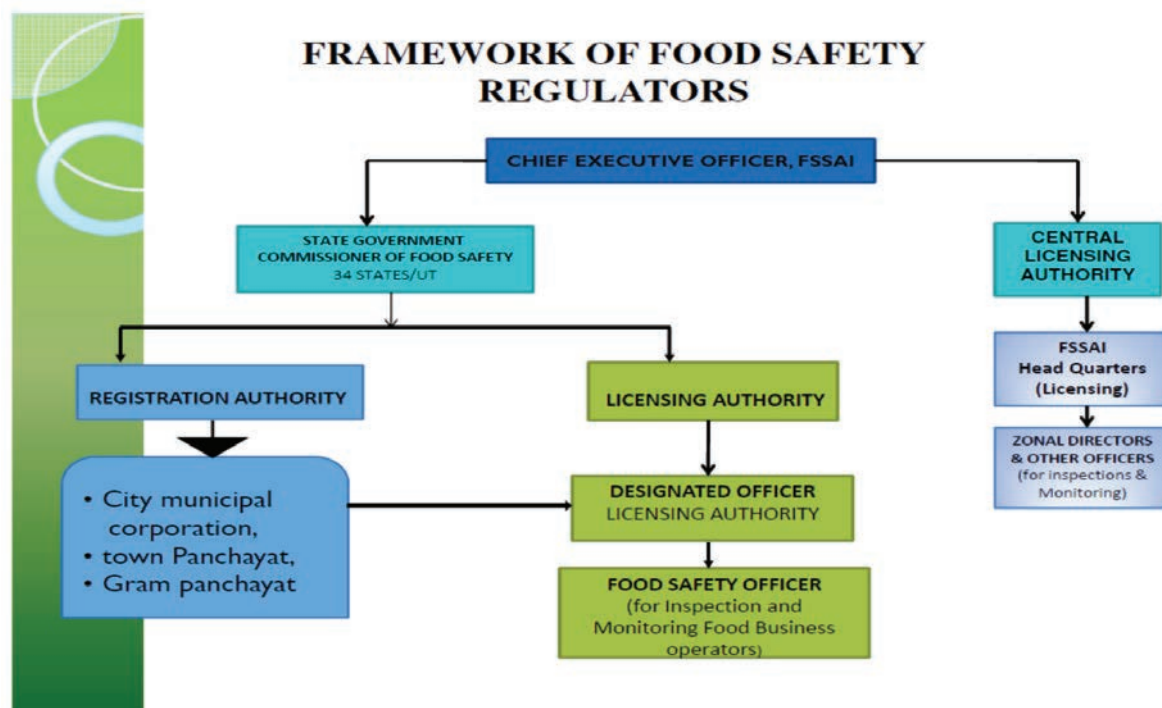 FRAMEWORK OF FOOD SAFETY
REGULATORS
CHIEF EXECUTIVE OFFICER, FSSAI
STATE GOVERNMENT
COMMISSIONER OF FOOD SAFETY
34 STATES/UT
CENTRAL
LICENSING
AUTHORITY
REGISTRATION AUTHORITY
LICENSING AUTHORITY
FSSAI
Head Quarters
(Licensing)
• City municipal
corporation,
• town Panchayat,
• Gram panchayat
DESIGNATED OFFICER
LICENSING AUTHORITY
ZONAL DIRECTORS
& OTHER OFFICERS
(for inspections &
Monitoring)
FOOD SAFETY OFFICER
(for Inspection and
Monitoring Food Business
operators)